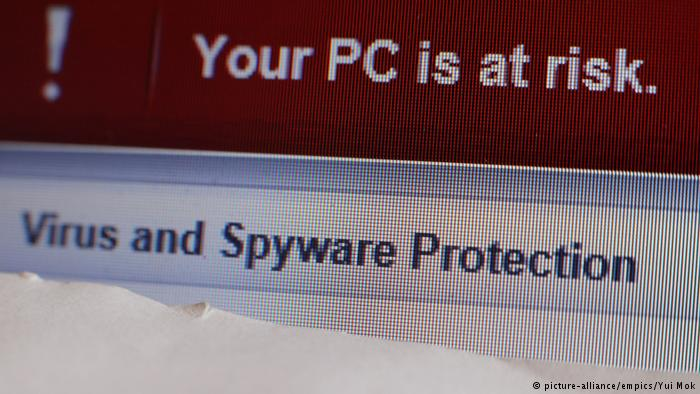 ! Your PC is at risk.
Virus and Spyware Protection
© picture-alliance/empics/Yui Mok